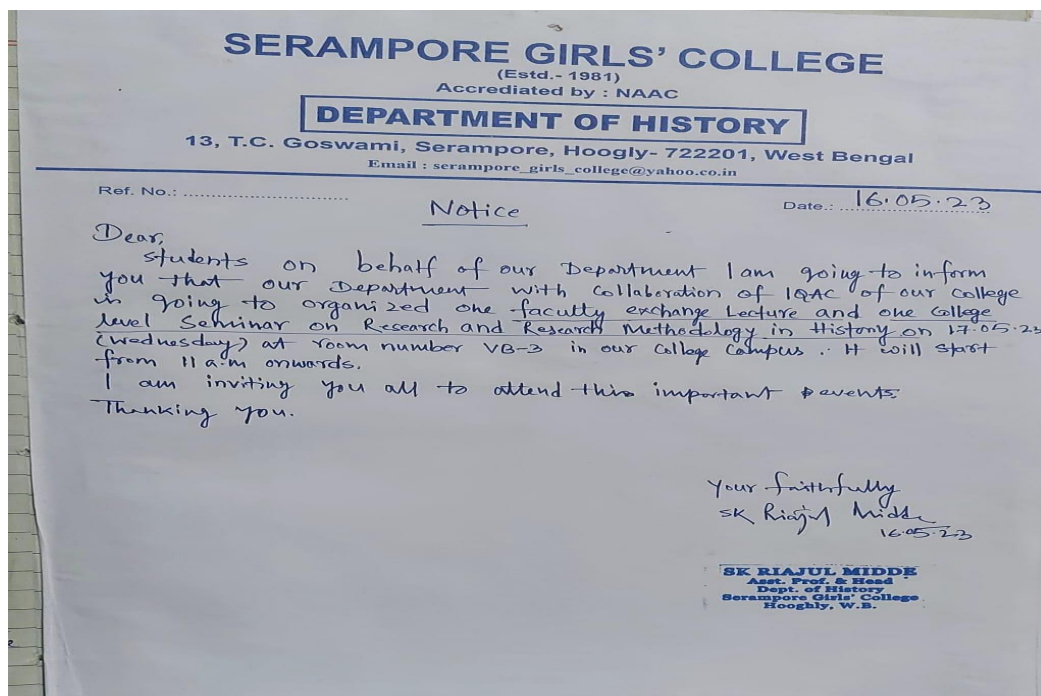 SERAMPORE GIRLS' COLLEGE
(Estd.- 1981)
Accrediated by : NAAC
DEPARTMENT OF HISTORY
13, T.C. Goswami, Serampore, Hoogly- 722201, West Bengal
Email : serampore_girls_college@yahoo.co.in
Ref. No.: ................................
Date.: 16.05.23
Notice
Dear,
students on behalf of our Department I am going to inform
you that our Department with Collaboration of IQAC of our College
is going to organized one faculty exchange Lecture and one College
level Seminar on Research and Research Methodology in History on 17.05.23
(Wednesday) at room number VB-3 in our College Campus. It will start
from 11 a.m onwards.
I am inviting you all to attend this important events.
Thanking you.
Your faithfully
SK Riajul Midde
16.05.23
SK RIAJUL MIDDE
Asst. Prof. & Head
Dept. of History
Serampore Girls' College
Hooghly, W.B.